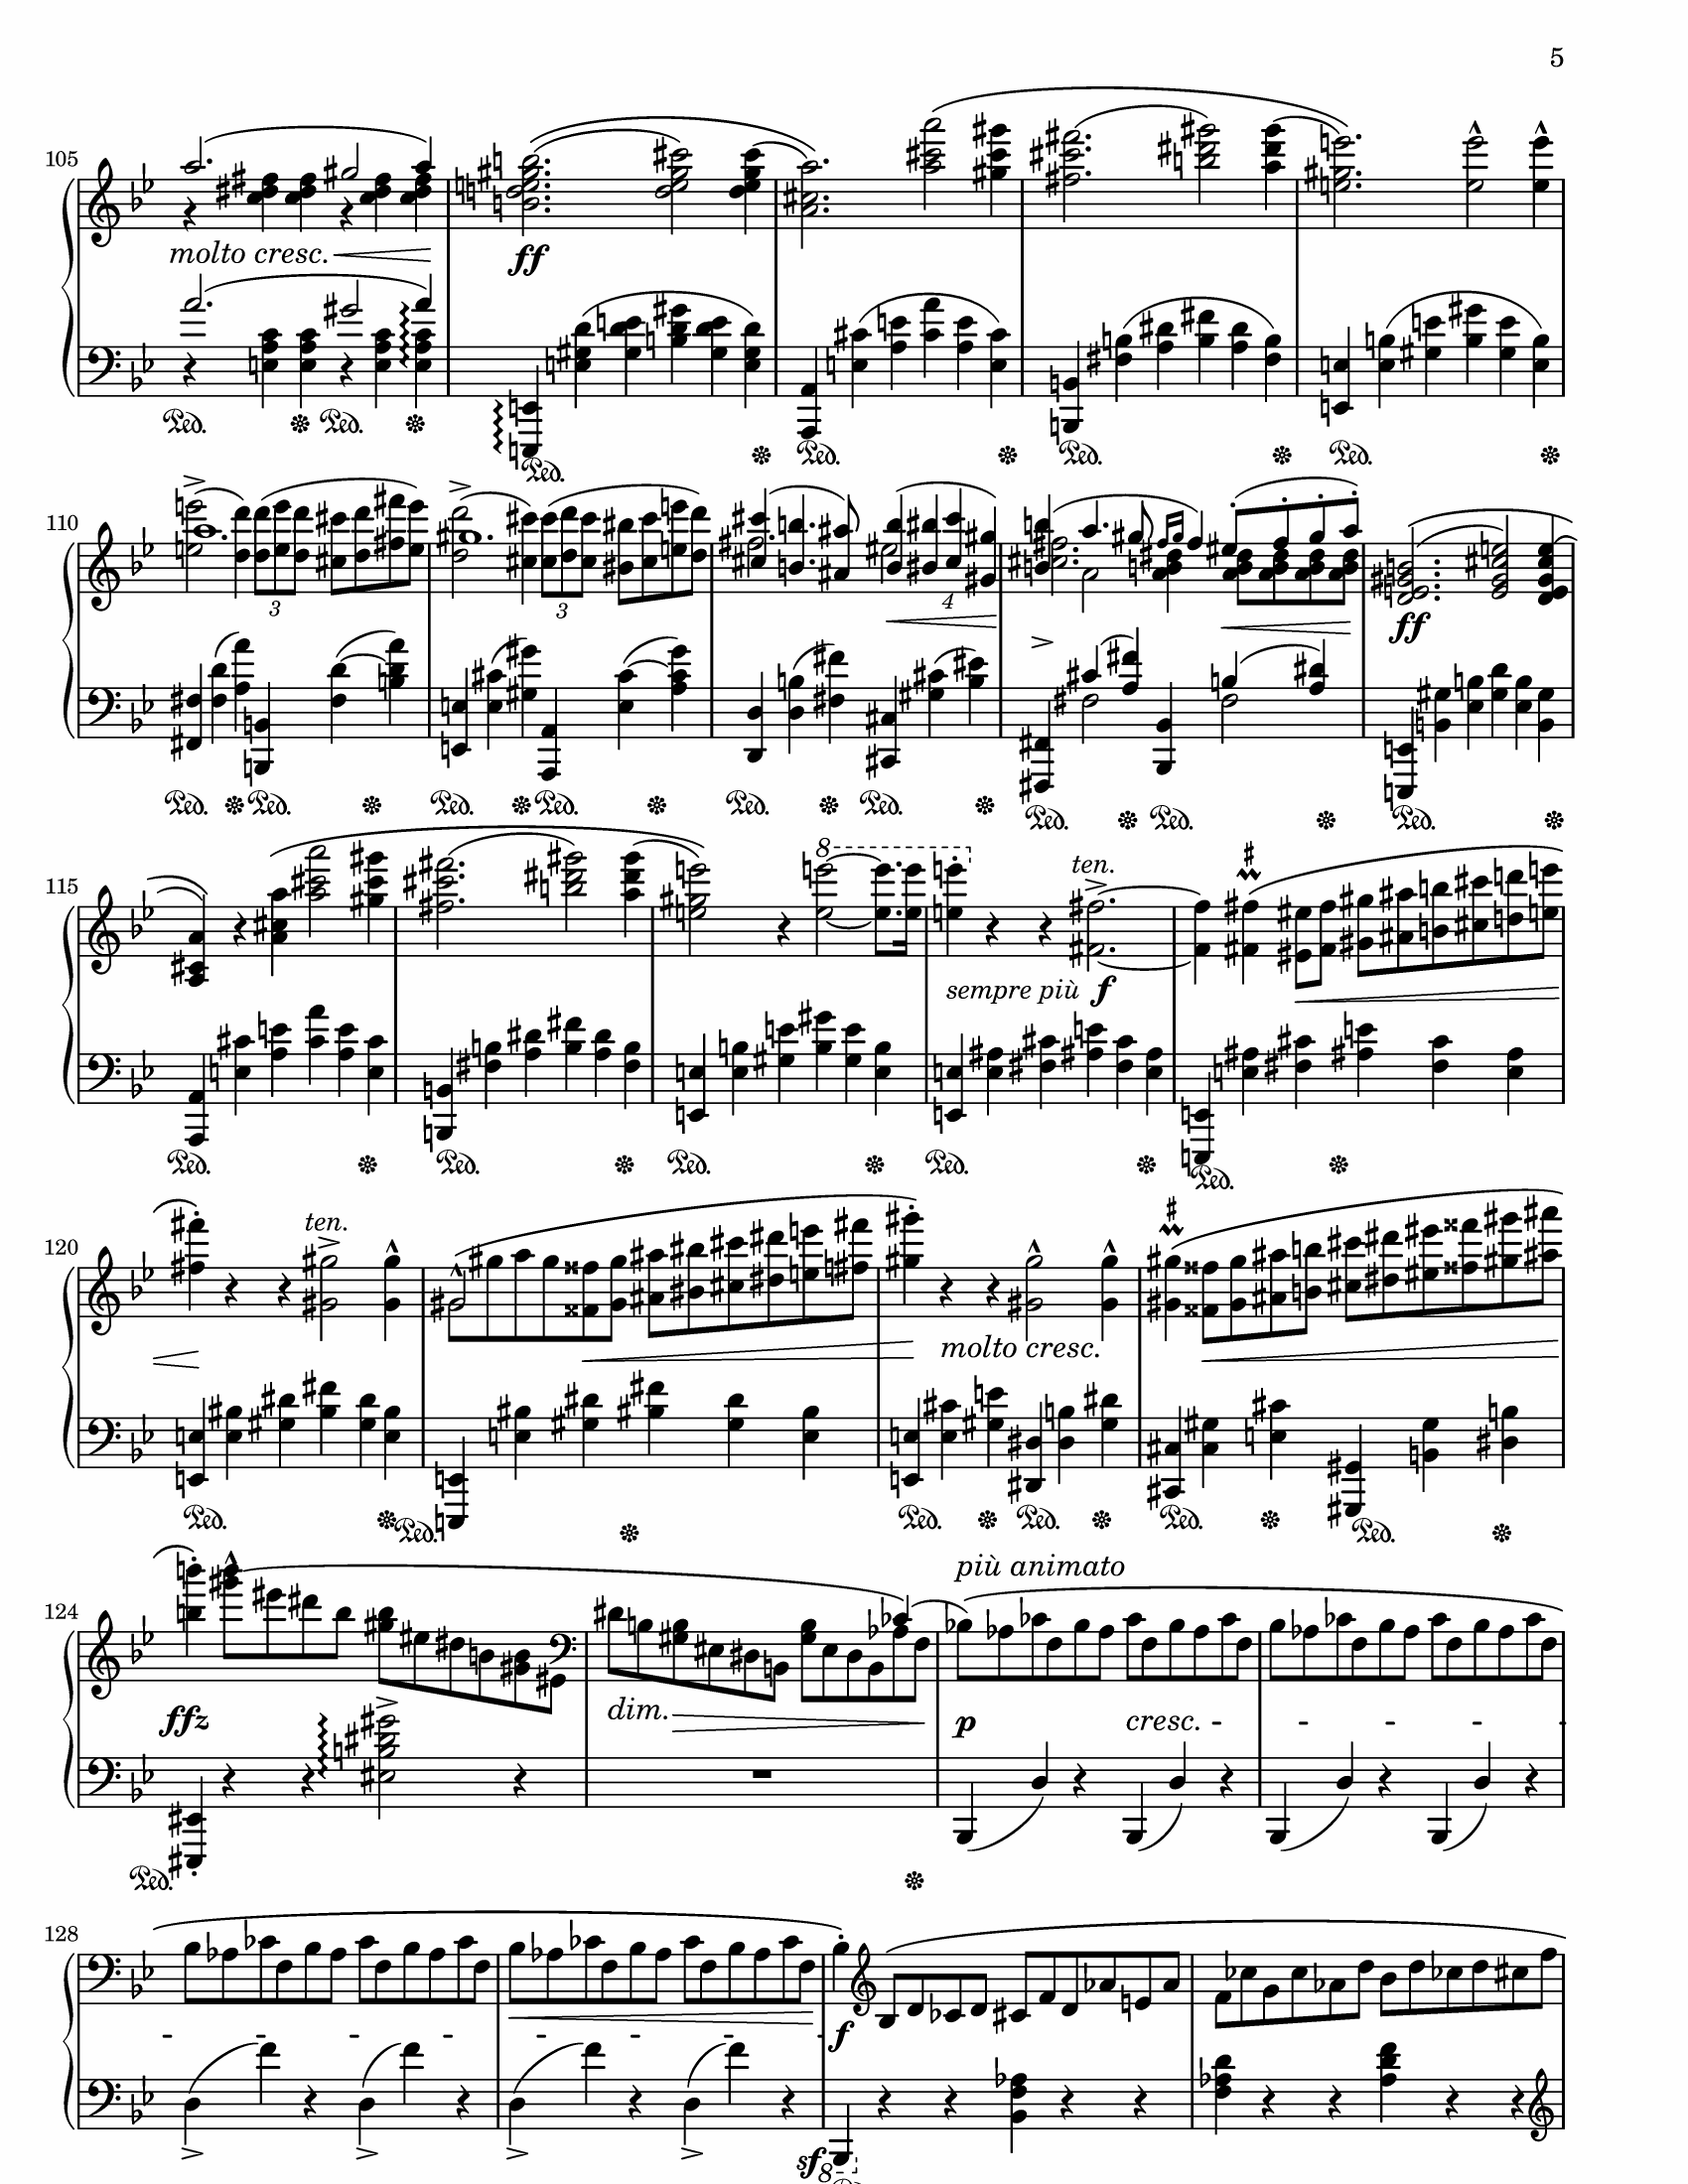 5
105
molto cresc.
ff
Ped. Ped. Ped. Ped. Ped. Ped.
110
3 3 4
ff
Ped. Ped. Ped. Ped. Ped. Ped. Ped. Ped. Ped.
115
8 ten.
sempre più f
Ped. Ped. Ped. Ped. Ped.
120
ten.
molto cresc.
Ped. Ped. Ped. Ped. Ped. Ped.
più animato
124
ffz dim. p cresc. - - - - -
Ped.
128
- - - - - - - - f
sf
8